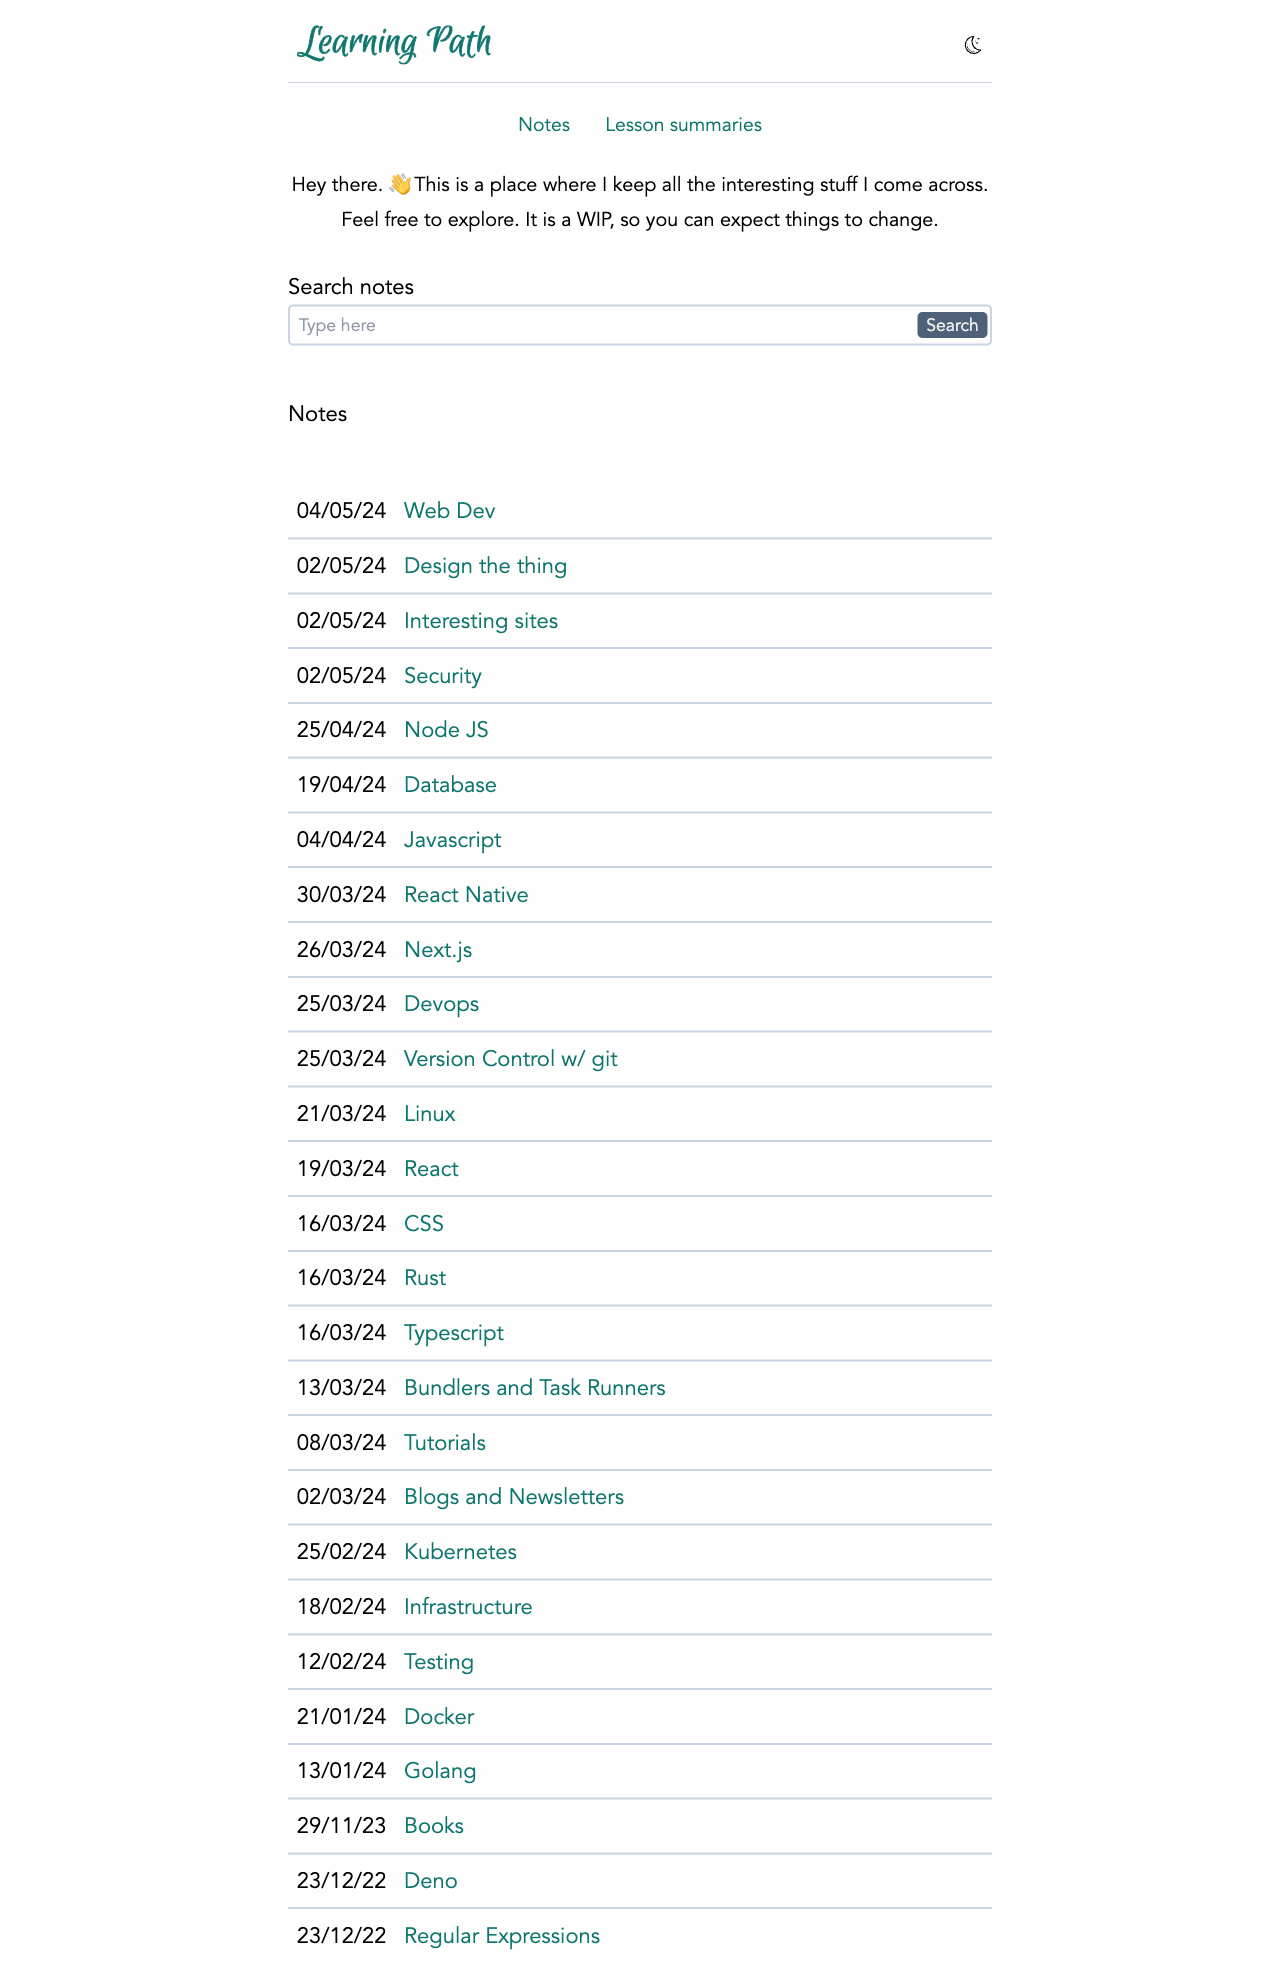 Learning Path
Notes Lesson summaries
Hey there. 👋 This is a place where I keep all the interesting stuff I come across.
Feel free to explore. It is a WIP, so you can expect things to change.
Search notes
Type here Search
Notes
04/05/24 Web Dev
02/05/24 Design the thing
02/05/24 Interesting sites
02/05/24 Security
25/04/24 Node JS
19/04/24 Database
04/04/24 Javascript
30/03/24 React Native
26/03/24 Next.js
25/03/24 Devops
25/03/24 Version Control w/ git
21/03/24 Linux
19/03/24 React
16/03/24 CSS
16/03/24 Rust
16/03/24 Typescript
13/03/24 Bundlers and Task Runners
08/03/24 Tutorials
02/03/24 Blogs and Newsletters
25/02/24 Kubernetes
18/02/24 Infrastructure
12/02/24 Testing
21/01/24 Docker
13/01/24 Golang
29/11/23 Books
23/12/22 Deno
23/12/22 Regular Expressions